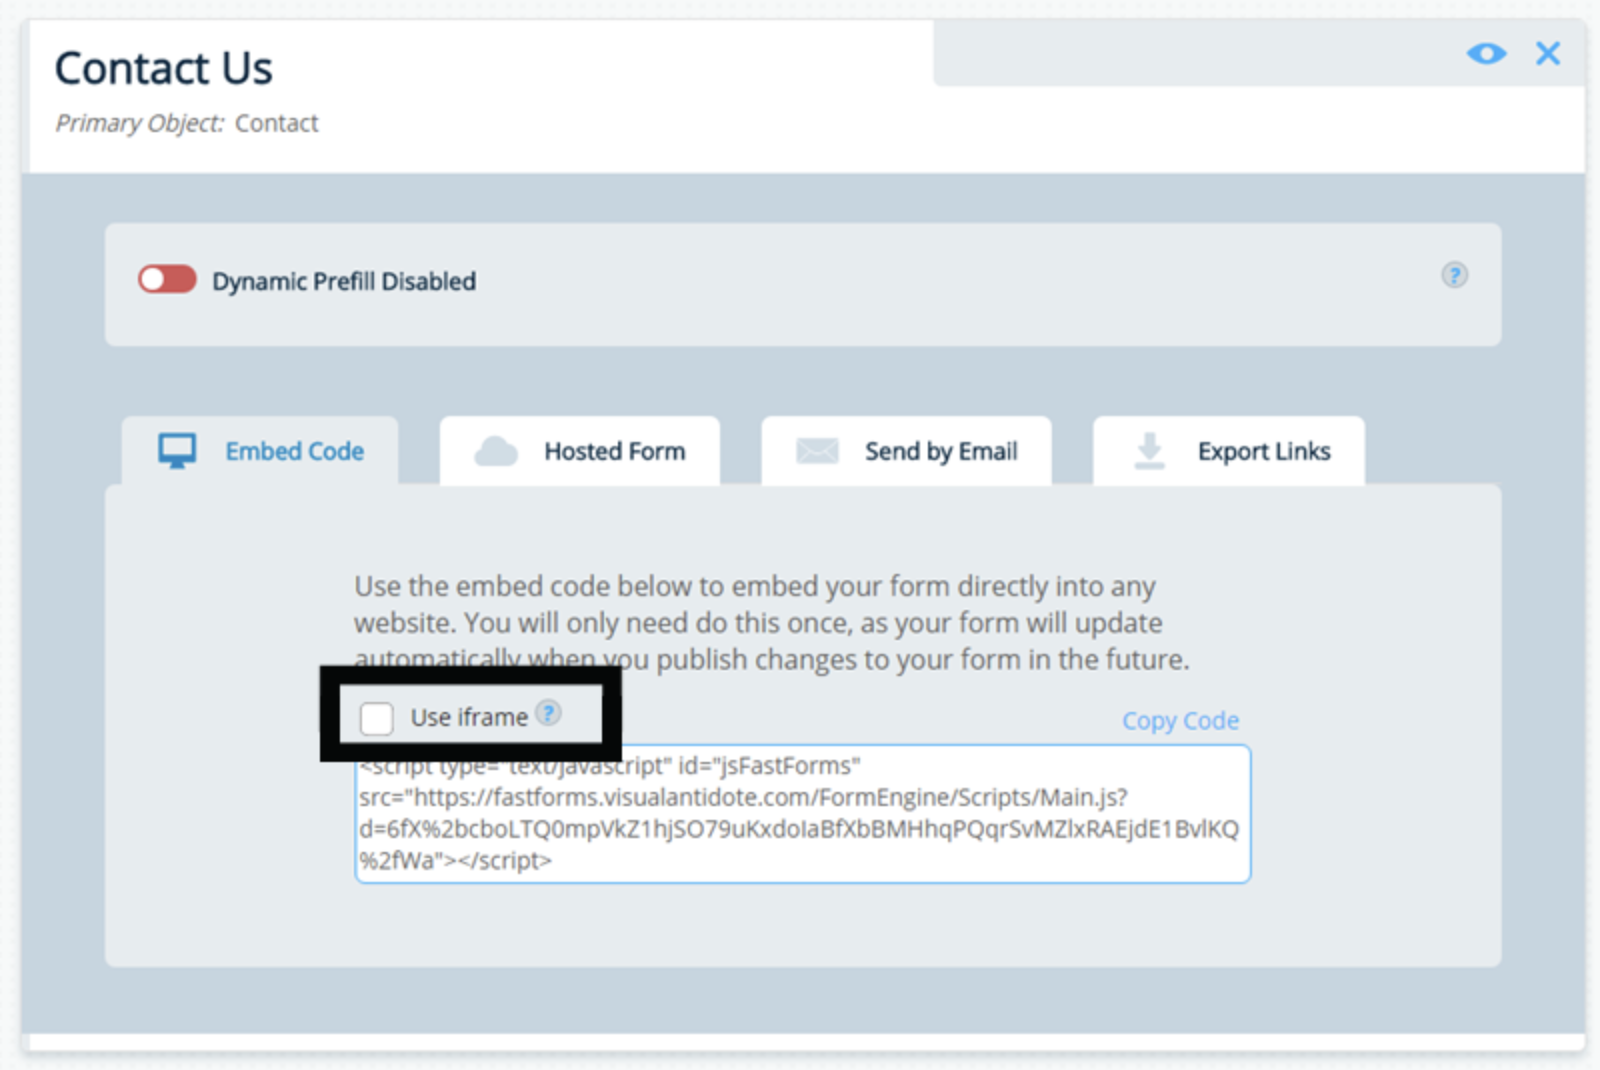 Contact Us
Primary Object: Contact
Dynamic Prefill Disabled
?
Embed Code
Hosted Form
Send by Email
Export Links
Use the embed code below to embed your form directly into any
website. You will only need do this once, as your form will update
automatically when you publish changes to your form in the future.
Use iframe ?
Copy Code
<script type="text/javascript" id="jsFastForms"
src="https://fastforms.visualantidote.com/FormEngine/Scripts/Main.js?
d=6fX%2bcboLTQ0mpVkZ1hjSO79uKxdoIaBfXbBMHhqPQqrSvMZlxRAEjdE1BvlKQ
%2fWa"></script>